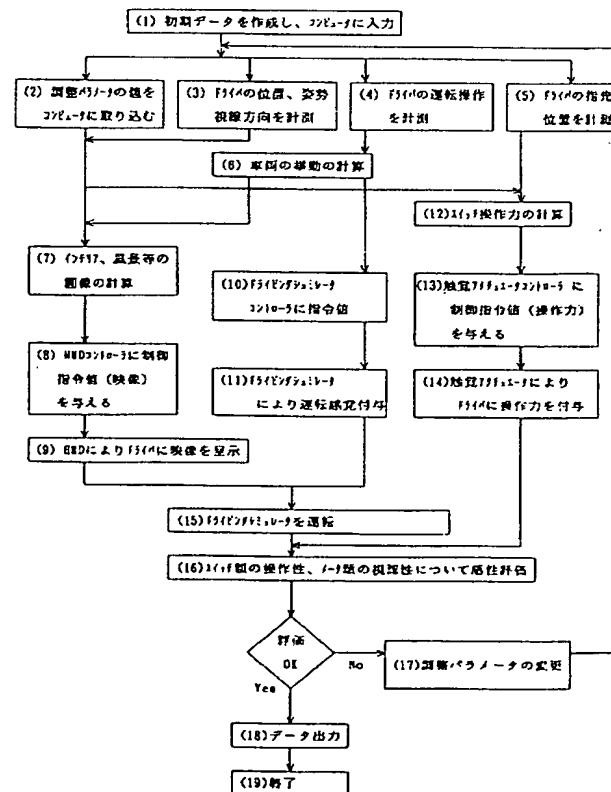 (1) 初期データを作成し、コンピュータに入力
(2) 調整パラメータの値を
コンピュータに取り込む
(3) ドライバの位置、姿勢
視線方向を計測
(4) ドライバの運転操作
を計測
(5) ドライバの指先
位置を計測
(6) 車両の挙動の計算
(7) インテリア、風景等の
画像の計算
(8) HMDコントローラに制御
指令値（映像）
を与える
(9) HMDによりドライバに映像を呈示
(10)ドライビングシュミレータ
コントローラに指令値
(11)ドライビングシュミレータ
により運転感覚付与
(12)スイッチ操作力の計算
(13)触覚アクチュエータコントローラ に
制御指令値（操作力）
を与える
(14)触覚アクチュエータにより
ドライバに操作力を付与
(15)ドライビングシミュレータを運転
(16)スイッチ類の操作性、メータ類の視認性について感性評価
評価
OK
No
Yes
(17)調整パラメータの変更
(18)データ出力
(19)終了